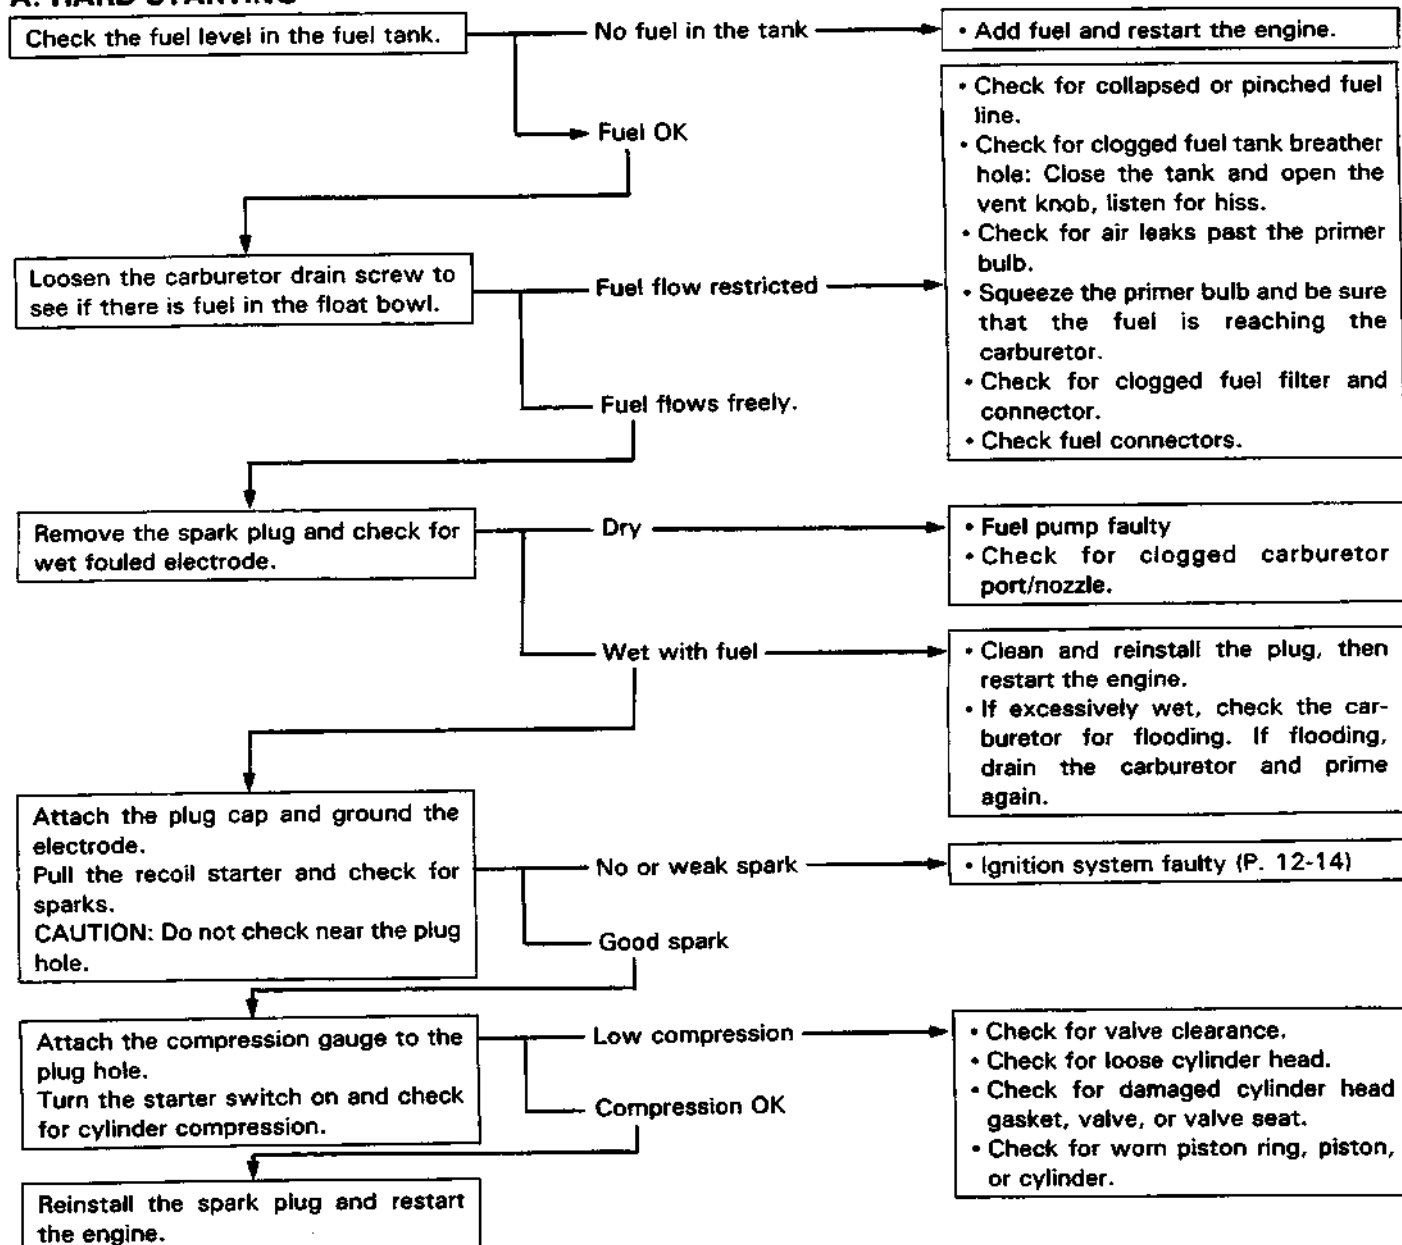 A. HARD STARTING
Check the fuel level in the fuel tank.
No fuel in the tank
• Add fuel and restart the engine.
Fuel OK
• Check for collapsed or pinched fuel
line.
• Check for clogged fuel tank breather
hole: Close the tank and open the
vent knob, listen for hiss.
• Check for air leaks past the primer
bulb.
• Squeeze the primer bulb and be sure
that the fuel is reaching the
carburetor.
• Check for clogged fuel filter and
connector.
• Check fuel connectors.
Loosen the carburetor drain screw to
see if there is fuel in the float bowl.
Fuel flow restricted
Fuel flows freely.
Remove the spark plug and check for
wet fouled electrode.
Dry
• Fuel pump faulty
• Check for clogged carburetor
port/nozzle.
Wet with fuel
• Clean and reinstall the plug, then
restart the engine.
• If excessively wet, check the car-
buretor for flooding. If flooding,
drain the carburetor and prime
again.
Attach the plug cap and ground the
electrode.
Pull the recoil starter and check for
sparks.
CAUTION: Do not check near the plug
hole.
No or weak spark
• Ignition system faulty (P. 12-14)
Good spark
Attach the compression gauge to the
plug hole.
Turn the starter switch on and check
for cylinder compression.
Low compression
• Check for valve clearance.
• Check for loose cylinder head.
• Check for damaged cylinder head
gasket, valve, or valve seat.
• Check for worn piston ring, piston,
or cylinder.
Compression OK
Reinstall the spark plug and restart
the engine.